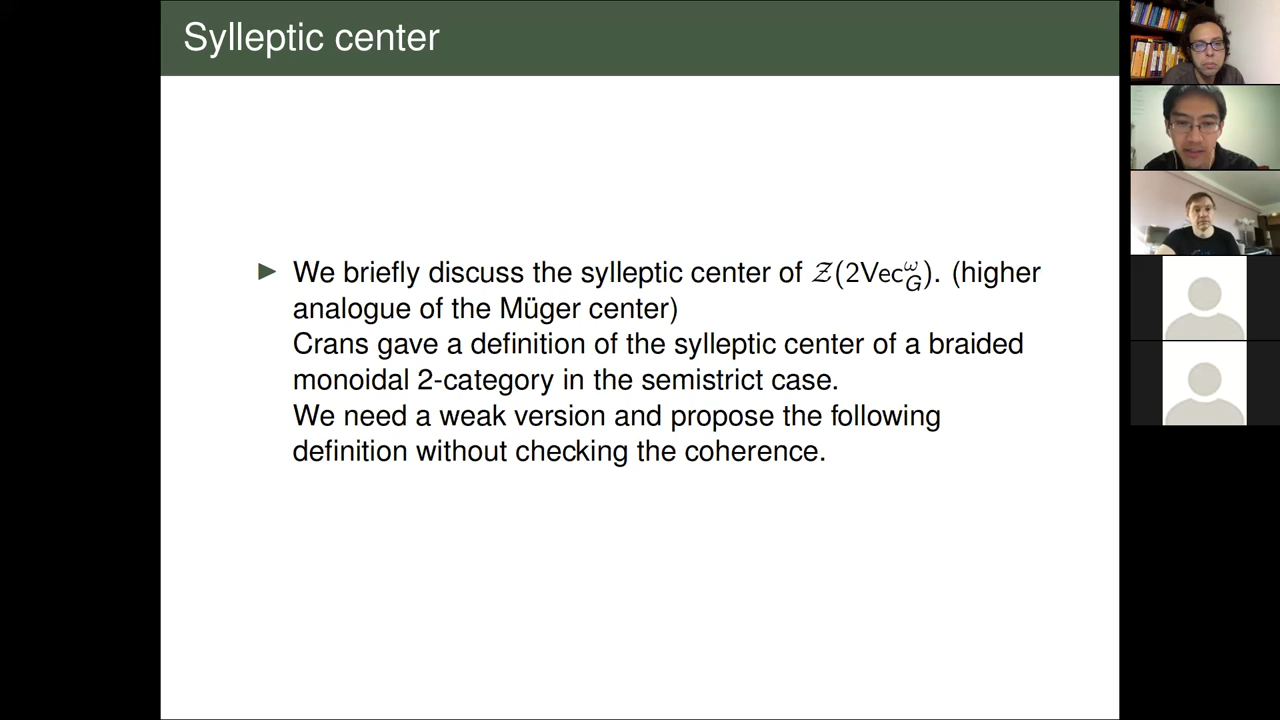 Sylleptic center
▶ We briefly discuss the sylleptic center of 𝒵(2Vec_G^ω). (higher
analogue of the Müger center)
Crans gave a definition of the sylleptic center of a braided
monoidal 2-category in the semistrict case.
We need a weak version and propose the following
definition without checking the coherence.